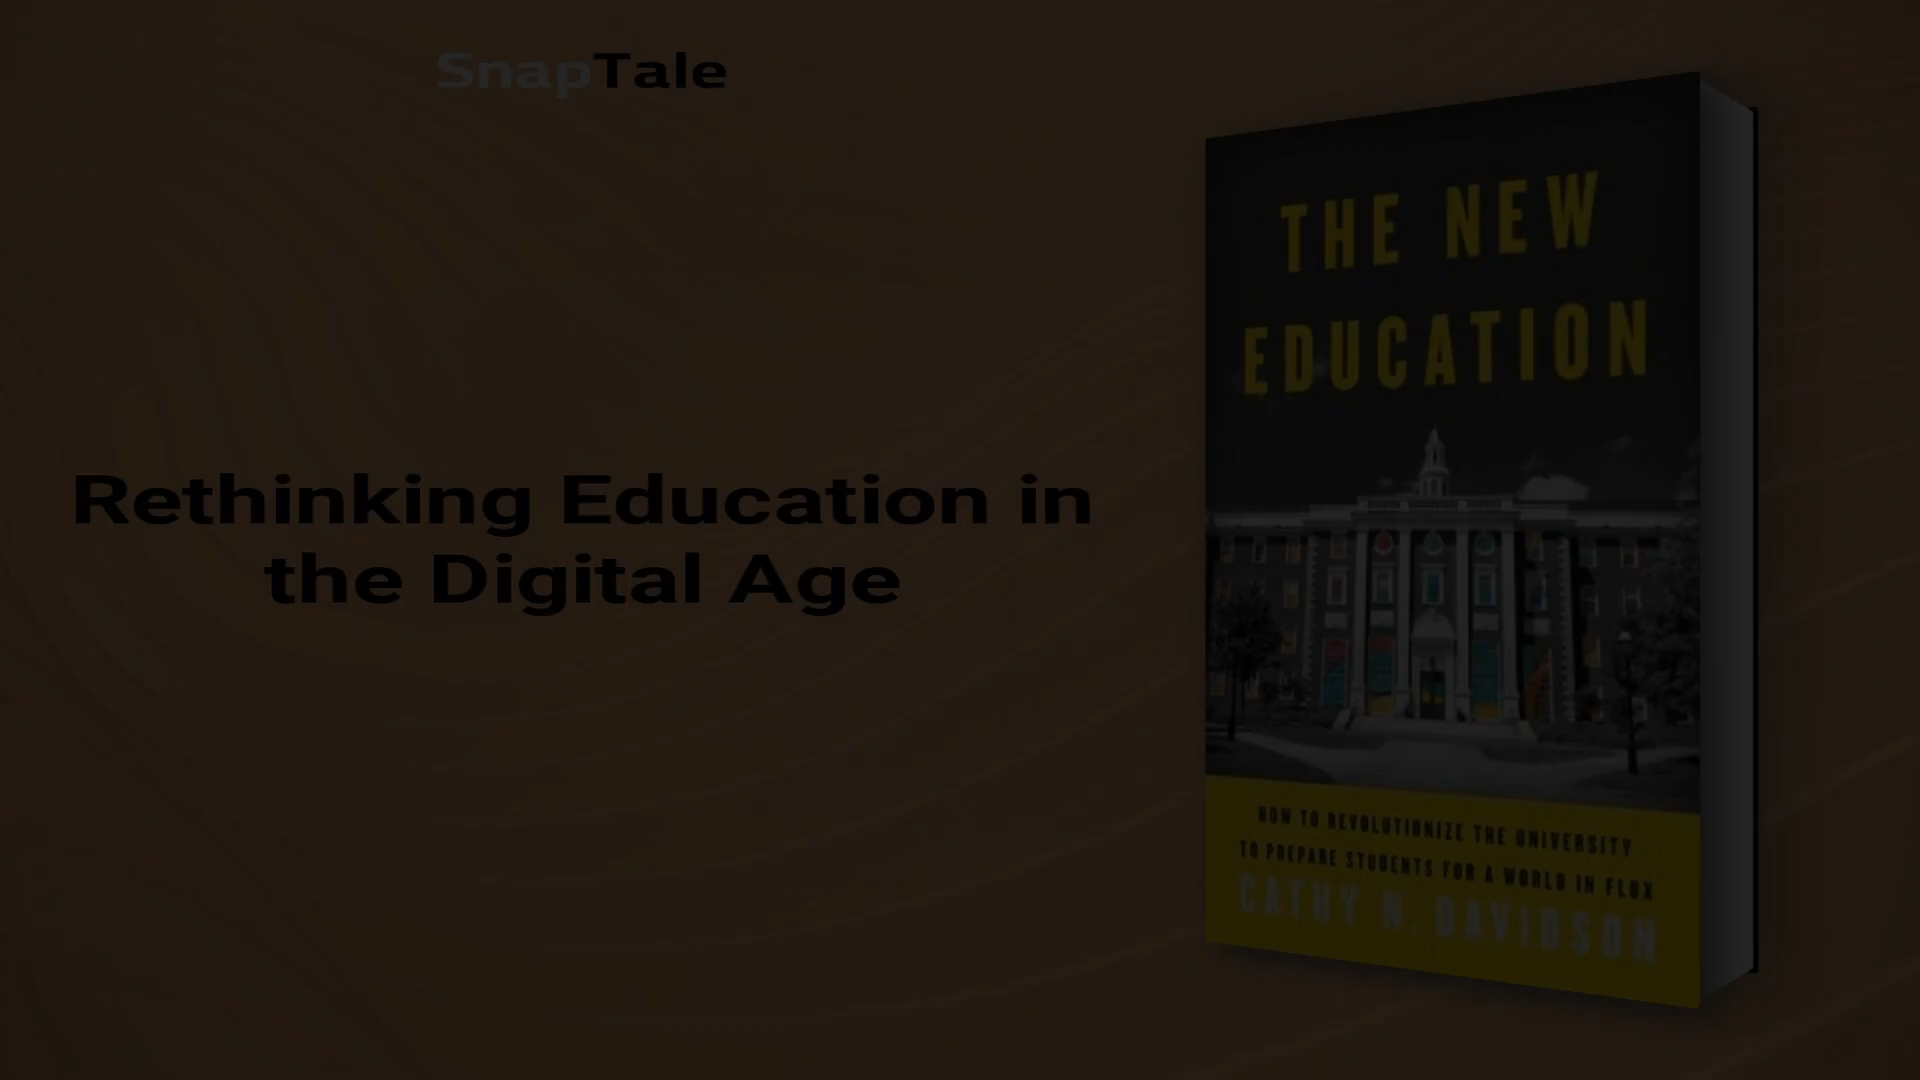 SnapTale
Rethinking Education in
the Digital Age
THE NEW
EDUCATION
HOW TO REVOLUTIONIZE THE UNIVERSITY
TO PREPARE STUDENTS FOR A WORLD IN FLUX
CATHY N. DAVIDSON